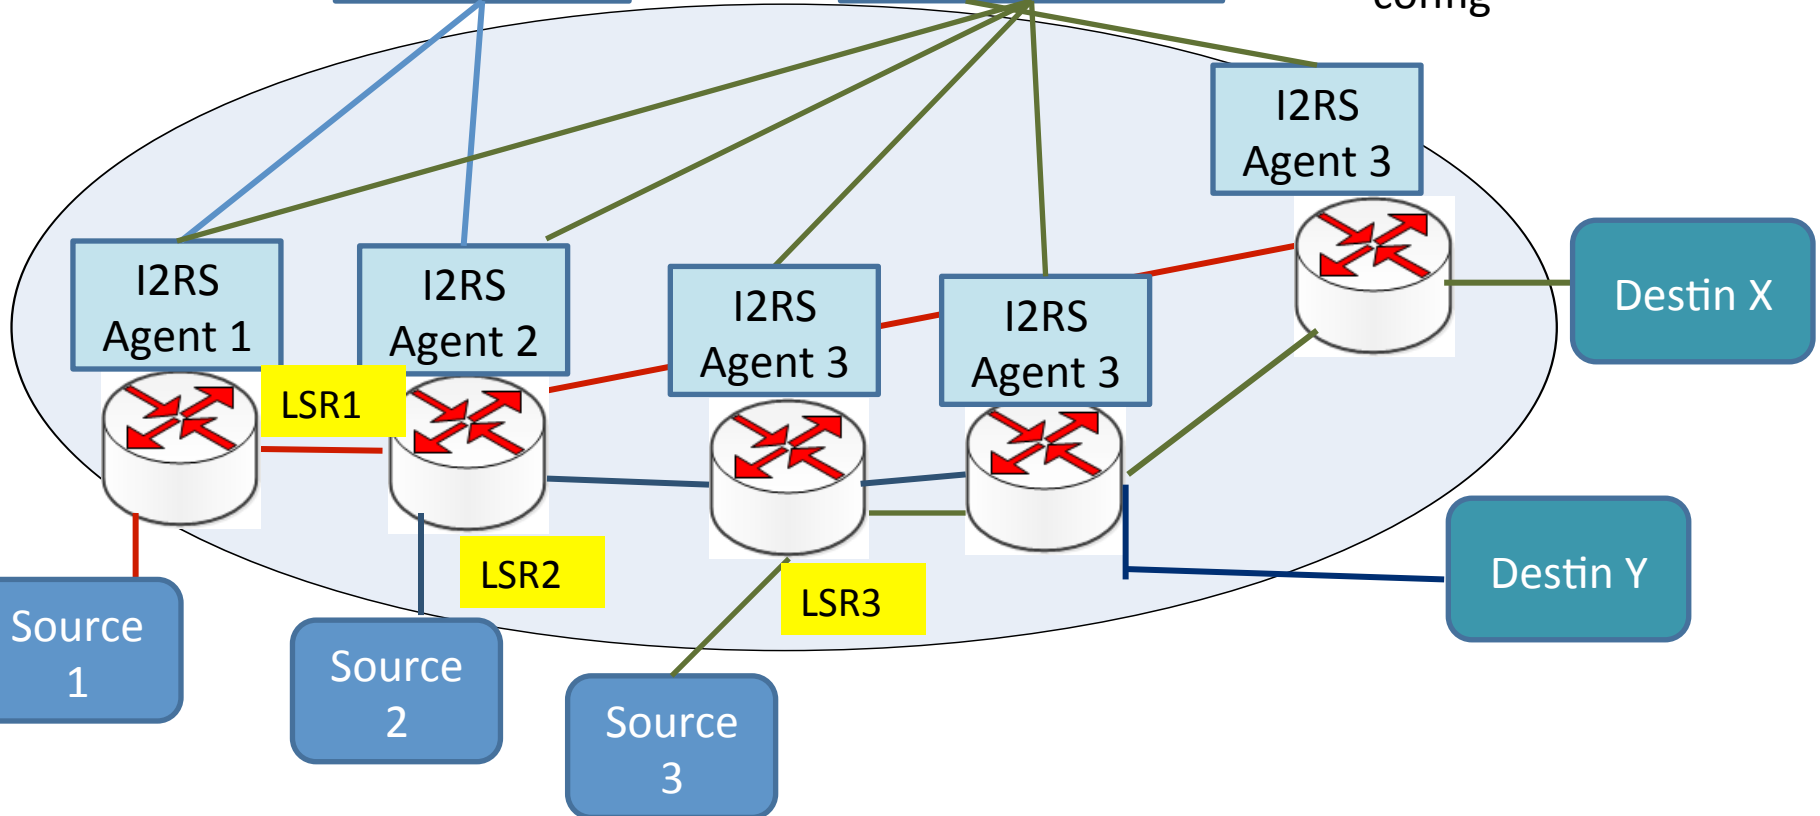 config
I2RS
Agent 3
I2RS
Agent 1
I2RS
Agent 2
I2RS
Agent 3
I2RS
Agent 3
Destin X
LSR1
LSR2
LSR3
Destin Y
Source
1
Source
2
Source
3